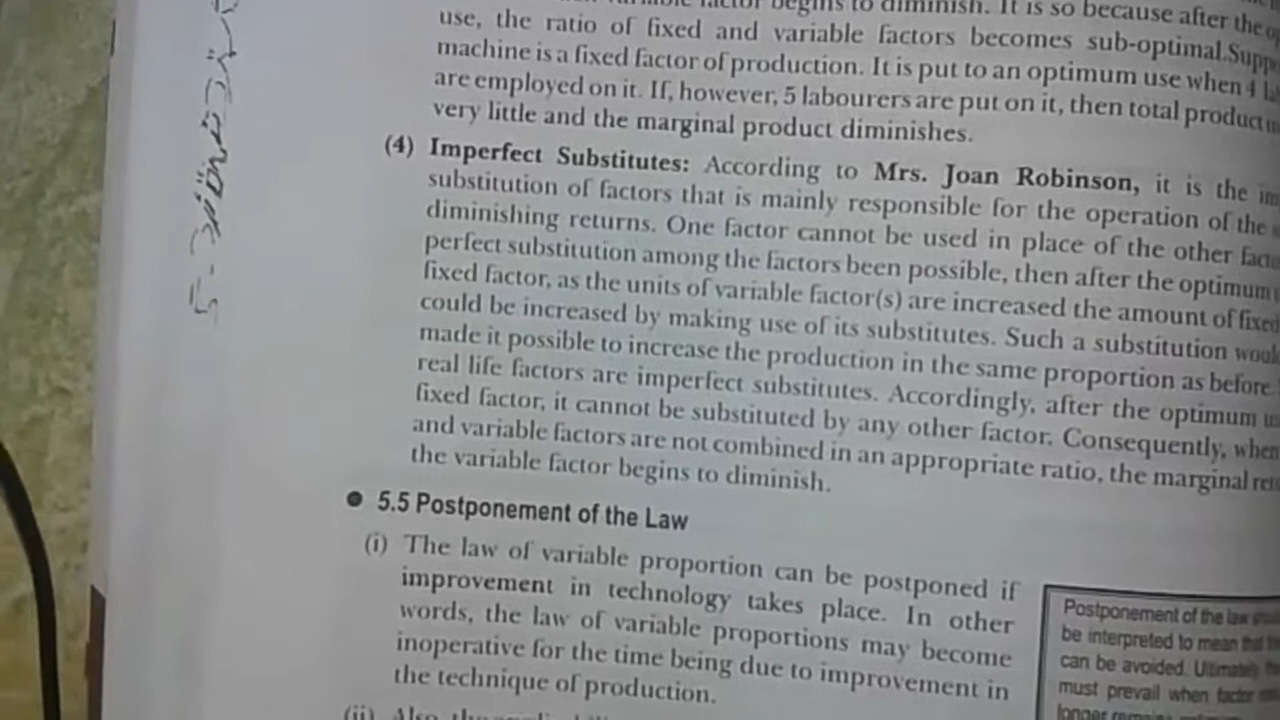 begins to diminish. It is so because after the
use, the ratio of fixed and variable factors becomes sub-optimal.
machine is a fixed factor of production. It is put to an optimum use when 4
are employed on it. If, however, 5 labourers are put on it, then total product
very little and the marginal product diminishes.
(4) Imperfect Substitutes: According to Mrs. Joan Robinson, it is the
substitution of factors that is mainly responsible for the operation of the
diminishing returns. One factor cannot be used in place of the other
perfect substitution among the factors been possible, then after the optimum
fixed factor, as the units of variable factor(s) are increased the amount of fixed
could be increased by making use of its substitutes. Such a substitution
made it possible to increase the production in the same proportion as before.
real life factors are imperfect substitutes. Accordingly, after the optimum
fixed factor, it cannot be substituted by any other factor. Consequently, when
and variable factors are not combined in an appropriate ratio, the marginal
the variable factor begins to diminish.
● 5.5 Postponement of the Law
(i) The law of variable proportion can be postponed if
improvement in technology takes place. In other
words, the law of variable proportions may become
inoperative for the time being due to improvement in
the technique of production.
(ii) Also
Postponement of the law
be interpreted to mean that
can be avoided. Ultimately
must prevail when factor
longer